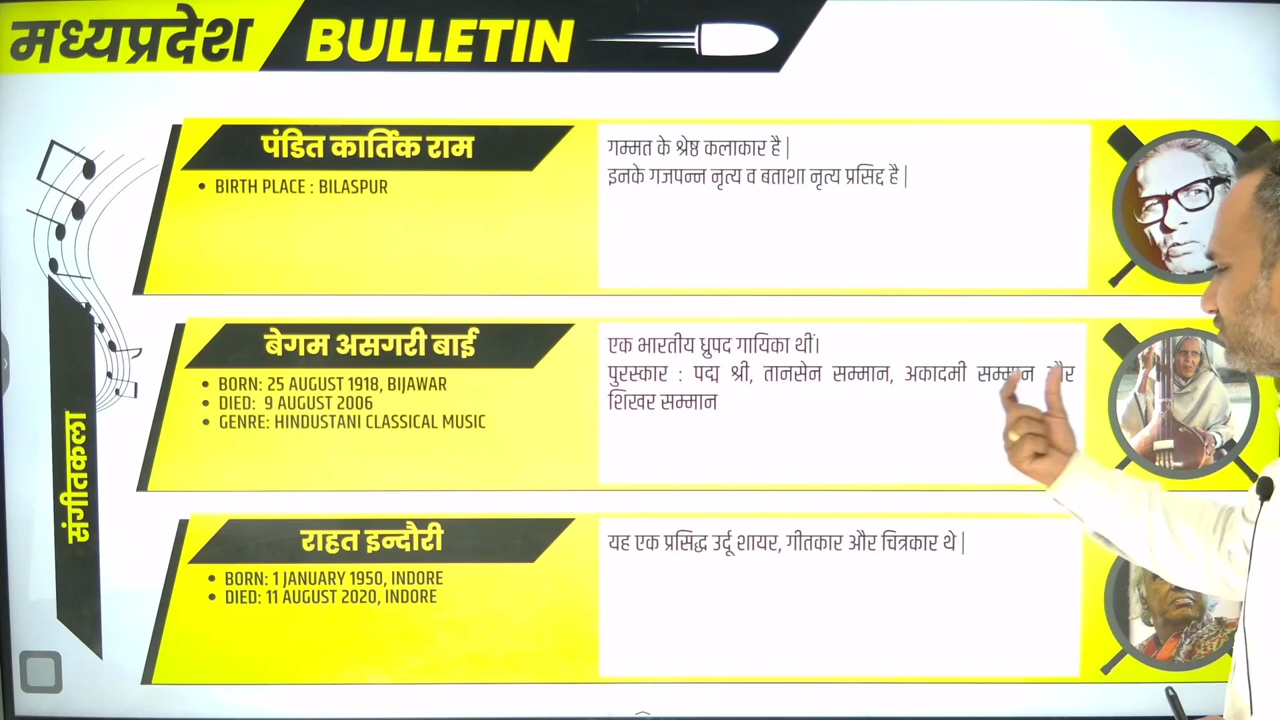 मध्यप्रदेश BULLETIN
पंडित कार्तिक राम
• BIRTH PLACE : BILASPUR
गम्मत के श्रेष्ठ कलाकार है |
इनके गजपन्न नृत्य व बताशा नृत्य प्रसिद्द है |
बेगम असगरी बाई
• BORN: 25 AUGUST 1918, BIJAWAR
• DIED: 9 AUGUST 2006
• GENRE: HINDUSTANI CLASSICAL MUSIC
एक भारतीय ध्रुपद गायिका थीं।
पुरस्कार : पद्म श्री, तानसेन सम्मान, अकादमी सम्मान और
शिखर सम्मान
संगीतकला
राहत इन्दौरी
• BORN: 1 JANUARY 1950, INDORE
• DIED: 11 AUGUST 2020, INDORE
यह एक प्रसिद्ध उर्दू शायर, गीतकार और चित्रकार थे |